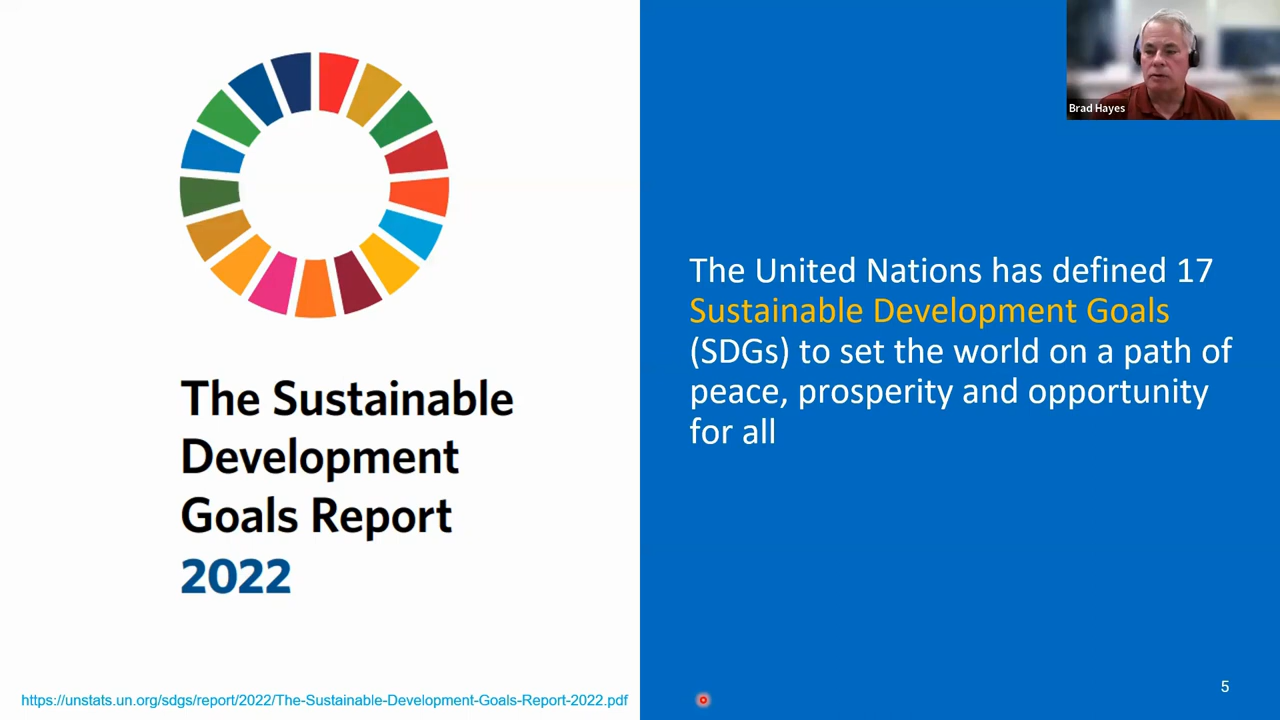 Brad Hayes
The Sustainable
Development
Goals Report
2022
https://unstats.un.org/sdgs/report/2022/The-Sustainable-Development-Goals-Report-2022.pdf
The United Nations has defined 17
Sustainable Development Goals
(SDGs) to set the world on a path of
peace, prosperity and opportunity
for all
5